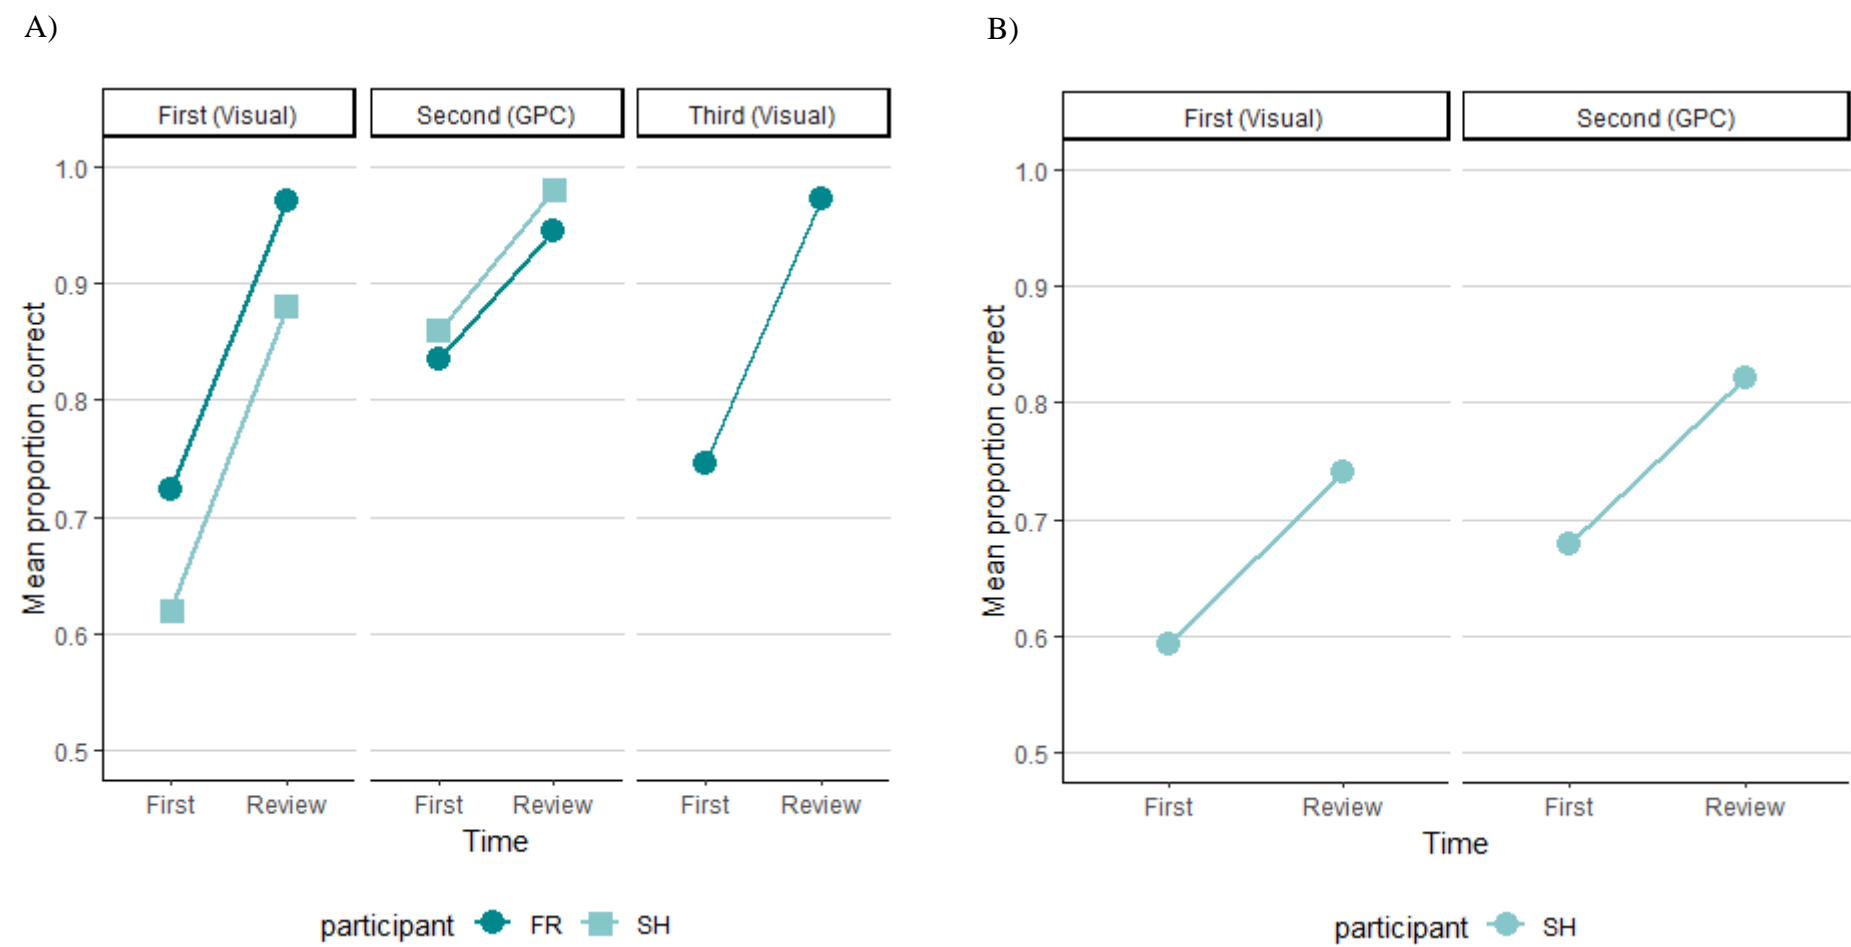 A)
First (Visual) Second (GPC) Third (Visual)
Mean proportion correct
1.0
0.9
0.8
0.7
0.6
0.5
First Review First Review First Review
Time
participant FR SH
B)
First (Visual) Second (GPC)
Mean proportion correct
1.0
0.9
0.8
0.7
0.6
0.5
First Review First Review
Time
participant SH